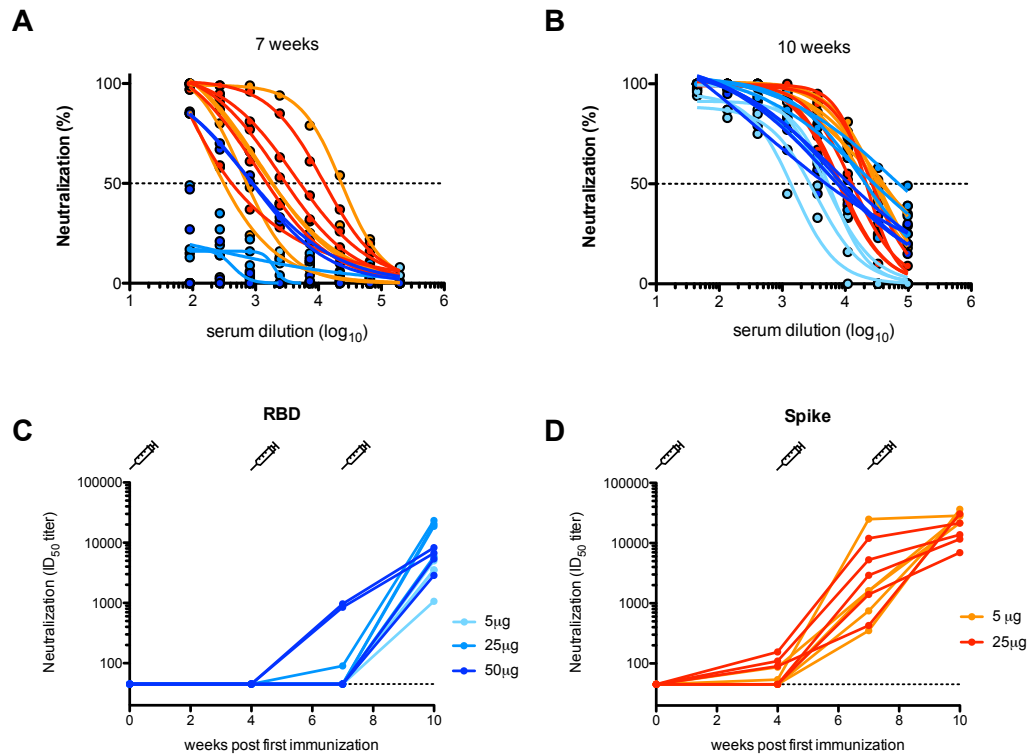 A
7 weeks
Neutralization (%)
100
50
0
1
2
3
4
5
6
serum dilution (log10)
B
10 weeks
Neutralization (%)
100
50
0
1
2
3
4
5
6
serum dilution (log10)
C
RBD
Neutralization (ID50 titer)
100000
10000
1000
100
0
2
4
6
8
10
weeks post first immunization
5μg
25μg
50μg
D
Spike
Neutralization (ID50 titer)
100000
10000
1000
100
0
2
4
6
8
10
weeks post first immunization
5 μg
25μg